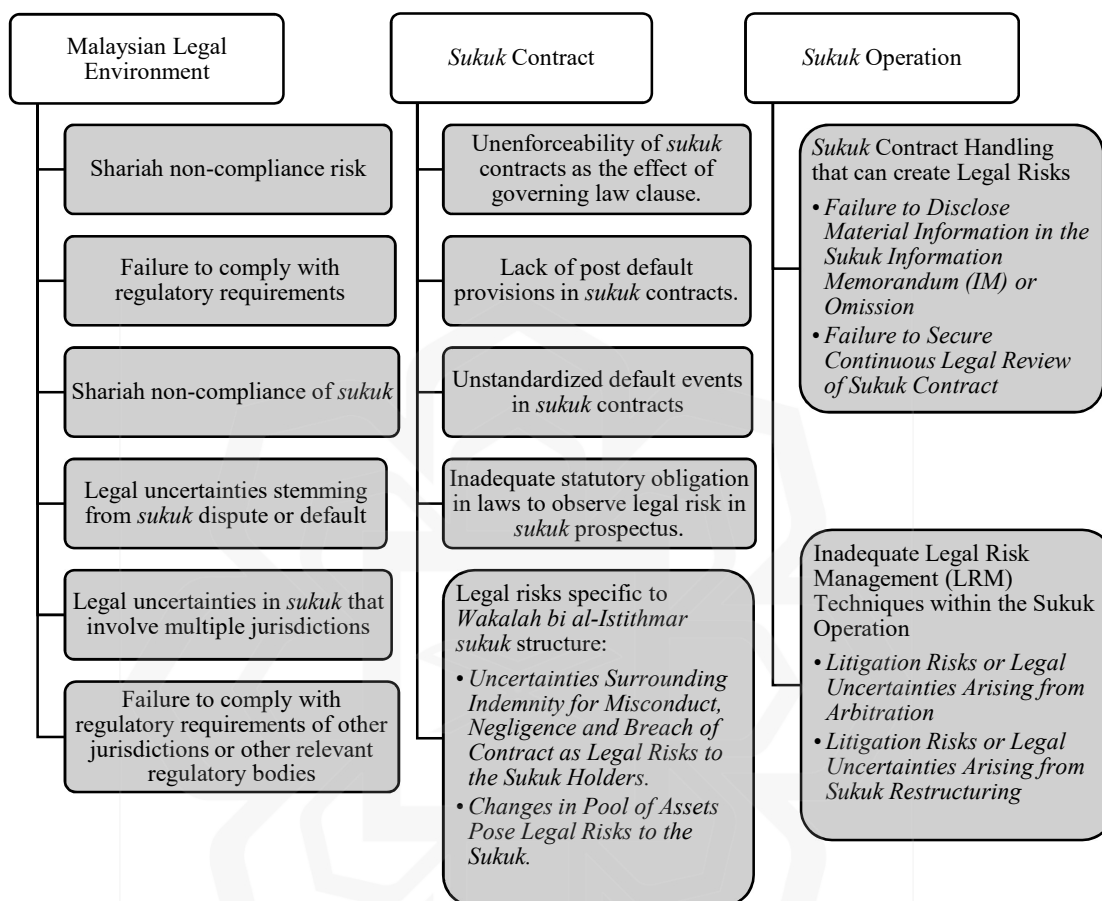 Malaysian Legal
Environment
Shariah non-compliance risk
Failure to comply with
regulatory requirements
Shariah non-compliance of sukuk
Legal uncertainties stemming
from sukuk dispute or default
Legal uncertainties in sukuk that
involve multiple jurisdictions
Failure to comply with
regulatory requirements of other
jurisdictions or other relevant
regulatory bodies
Sukuk Contract
Unenforceability of sukuk
contracts as the effect of
governing law clause.
Lack of post default
provisions in sukuk contracts.
Unstandardized default events
in sukuk contracts
Inadequate statutory obligation
in laws to observe legal risk in
sukuk prospectus.
Legal risks specific to
Wakalah bi al-Istithmar
sukuk structure:
• Uncertainties Surrounding
Indemnity for Misconduct,
Negligence and Breach of
Contract as Legal Risks to
the Sukuk Holders.
• Changes in Pool of Assets
Pose Legal Risks to the
Sukuk.
Sukuk Operation
Sukuk Contract Handling
that can create Legal Risks
• Failure to Disclose
Material Information in the
Sukuk Information
Memorandum (IM) or
Omission
• Failure to Secure
Continuous Legal Review
of Sukuk Contract
Inadequate Legal Risk
Management (LRM)
Techniques within the Sukuk
Operation
• Litigation Risks or Legal
Uncertainties Arising from
Arbitration
• Litigation Risks or Legal
Uncertainties Arising from
Sukuk Restructuring